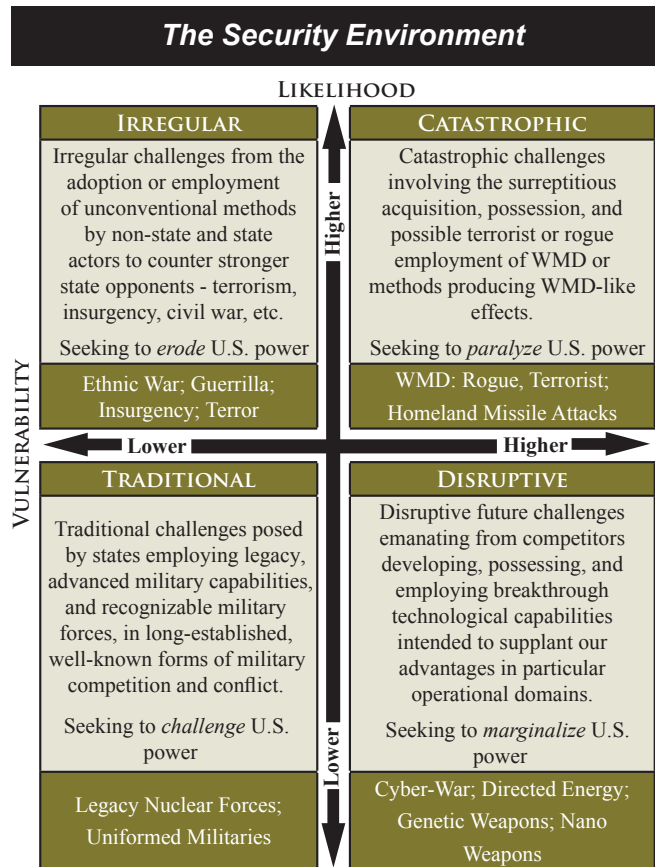 The Security Environment
LIKELIHOOD
IRREGULAR
Irregular challenges from the
adoption or employment
of unconventional methods
by non-state and state
actors to counter stronger
state opponents - terrorism,
insurgency, civil war, etc.
Seeking to erode U.S. power
Ethnic War; Guerrilla;
Insurgency; Terror
CATASTROPHIC
Catastrophic challenges
involving the surreptitious
acquisition, possession, and
possible terrorist or rogue
employment of WMD or
methods producing WMD-like
effects.
Seeking to paralyze U.S. power
WMD: Rogue, Terrorist;
Homeland Missile Attacks
Higher
VULNERABILITY
Lower
Higher
TRADITIONAL
Traditional challenges posed
by states employing legacy,
advanced military capabilities,
and recognizable military
forces, in long-established,
well-known forms of military
competition and conflict.
Seeking to challenge U.S.
power
Legacy Nuclear Forces;
Uniformed Militaries
DISRUPTIVE
Disruptive future challenges
emanating from competitors
developing, possessing, and
employing breakthrough
technological capabilities
intended to supplant our
advantages in particular
operational domains.
Seeking to marginalize U.S.
power
Cyber-War; Directed Energy;
Genetic Weapons; Nano
Weapons
Lower